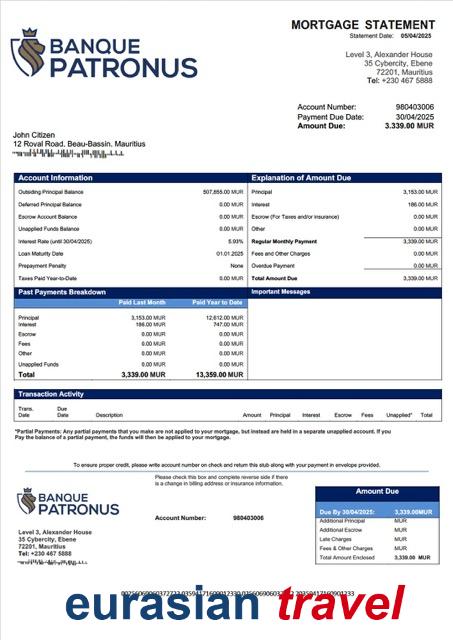 MORTGAGE STATEMENT
Statement Date: 05/04/2025
BANQUE
PATRONUS
Level 3, Alexander House
35 Cybercity, Ebene
72201, Mauritius
Tel: +230 467 5888
Account Number: 980403006
Payment Due Date: 30/04/2025
Amount Due: 3.339.00 MUR
John Citizen
12 Royal Road, Beau-Bassin, Mauritius
Account Information
Outsiding Principal Balance 507,655.00 MUR
Deferred Principal Balance 0.00 MUR
Escrow Account Balance 0.00 MUR
Unapplied Funds Balance 0.00 MUR
Interest Rate (until 30/04/2025) 5.93%
Loan Maturity Date 01.01.2025
Prepayment Penalty None
Taxes Paid Year-to-Date 0.00 MUR
Explanation of Amount Due
Principal 3,153.00 MUR
Interest 186.00 MUR
Escrow (For Taxes and/or insurance) 0.00 MUR
Other 0.00 MUR
Regular Monthly Payment 3,339.00 MUR
Fees and Other Charges 0.00 MUR
Overdue Payment 0.00 MUR
Total Amount Due 3,339.00 MUR
Past Payments Breakdown
Paid Last Month Paid Year to Date
Principal 3,153.00 MUR 12,612.00 MUR
Interest 186.00 MUR 747.00 MUR
Escrow 0.00 MUR 0.00 MUR
Fees 0.00 MUR 0.00 MUR
Other 0.00 MUR 0.00 MUR
Unapplied Funds 0.00 MUR 0.00 MUR
Total 3,339.00 MUR 13,359.00 MUR
Important Messages
Transaction Activity
Trans. Date Due Date Description Amount Principal Interest Escrow Fees Unapplied* Total
*Partial Payments: Any partial payments that you make are not applied to your mortgage, but instead are held in a separate unapplied account. If you
Pay the balance of a partial payment, the funds will then be applied to your mortgage.
To ensure proper credit, please write account number on check and return this stub along with your payment in envelope provided.
Please check this box and complete reverse side if there
is a change in billing address or insurance information.
BANQUE
PATRONUS
Account Number: 980403006
Level 3, Alexander House
35 Cybercity, Ebene
72201, Mauritius
Tel: +230 467 5888
Amount Due
Due By 30/04/2025: 3,339.00MUR
Additional Principal MUR
Additional Escrow MUR
Late Charges MUR
Fees & Other Charges MUR
Total Amount Enclosed 3,339.00 MUR
eurasian travel